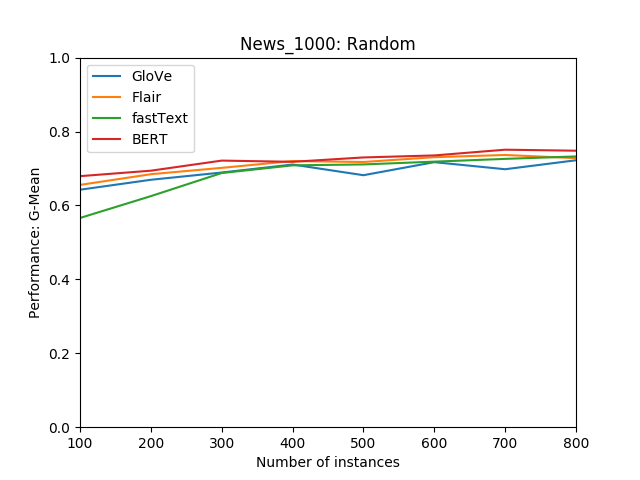 News_1000: Random
GloVe
Flair
fastText
BERT
Performance: G-Mean
1.0
0.8
0.6
0.4
0.2
0.0
100 200 300 400 500 600 700 800
Number of instances